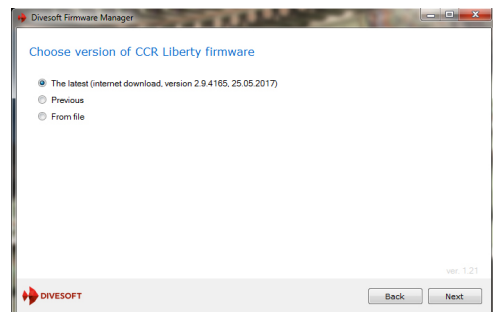 Divesoft Firmware Manager
Choose version of CCR Liberty firmware
The latest (internet download, version 2.9.4165, 25.05.2017)
Previous
From file
ver. 1.21
DIVESOFT
Back
Next